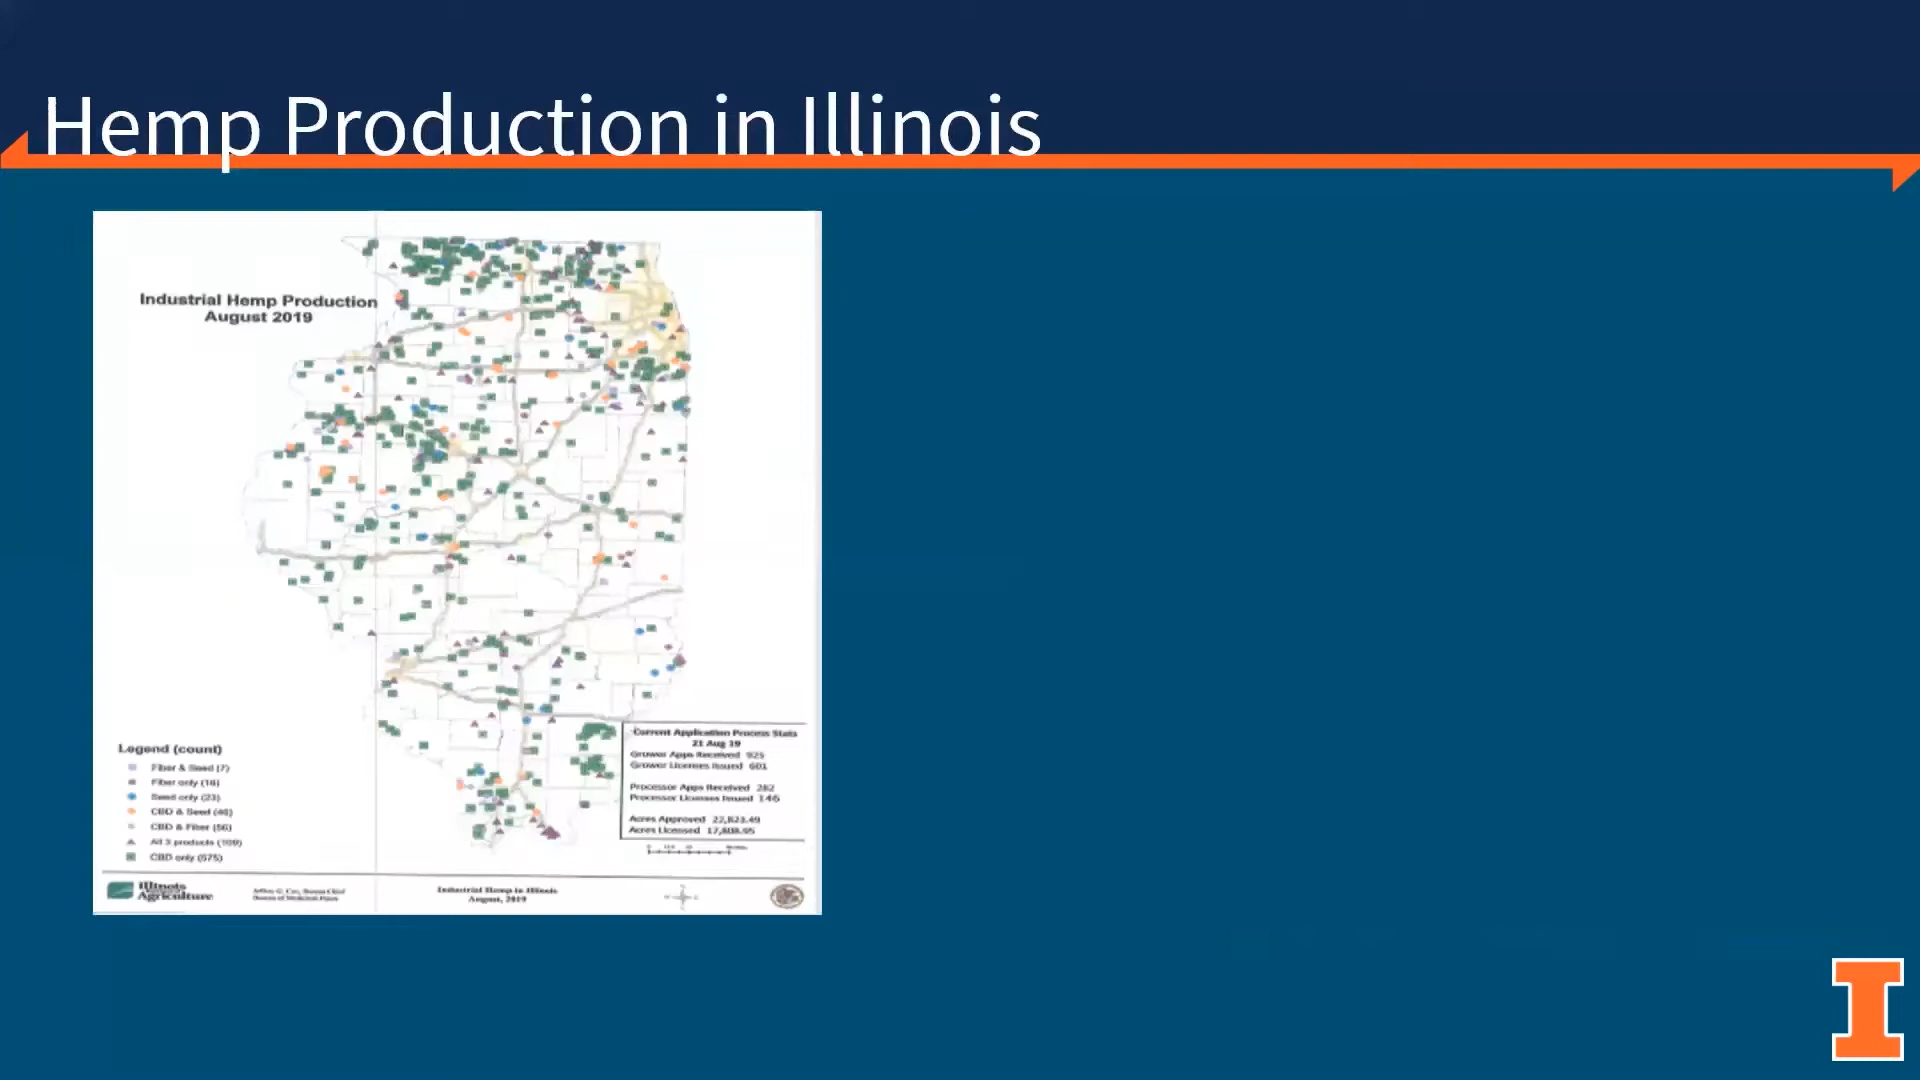 Hemp Production in Illinois
Industrial Hemp Production
August 2019
Current Application Process Stats
21 Aug 19
Grower Apps Received 925
Grower Licenses Issued 601
Processor Apps Received 282
Processor Licenses Issued 146
Acres Approved 22,823.49
Acres Licensed 17,808.95
Legend (count)
Fiber & Seed (7)
Fiber only
Seed only (23)
CBD & Seed
CBD & Fiber (56)
All 3 products
CBD only (575)
Illinois
Agriculture
Industrial Hemp in Illinois
August, 2019